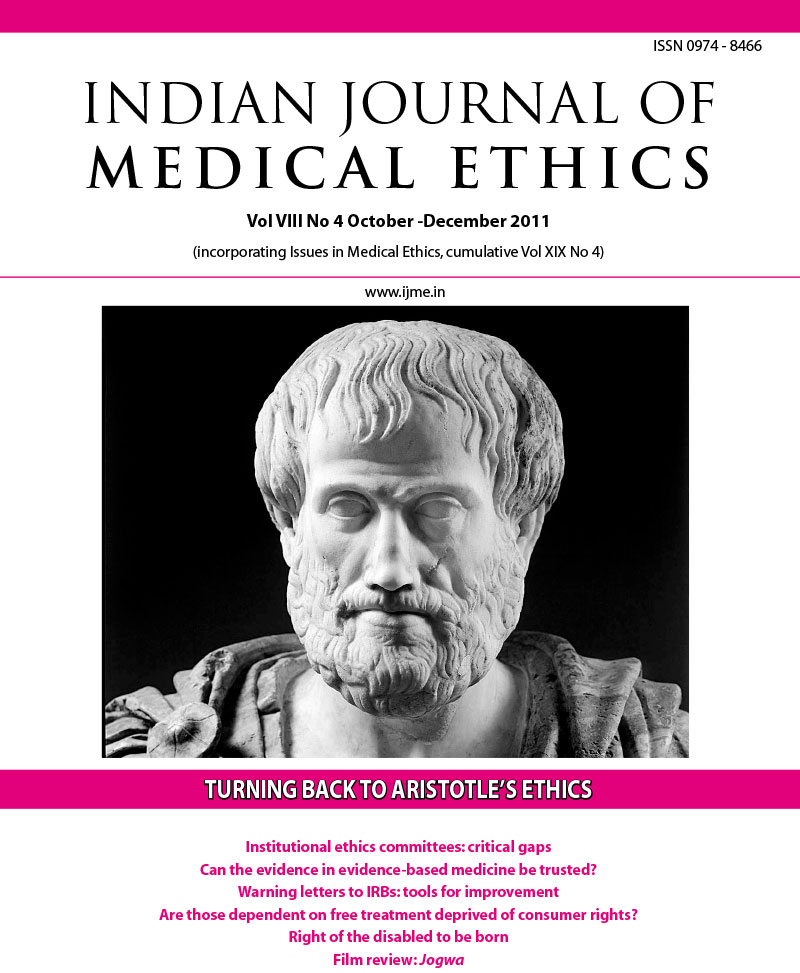 ISSN 0974 - 8466
INDIAN JOURNAL OF
MEDICAL ETHICS
Vol VIII No 4 October -December 2011
(incorporating Issues in Medical Ethics, cumulative Vol XIX No 4)
www.ijme.in
TURNING BACK TO ARISTOTLE'S ETHICS
Institutional ethics committees: critical gaps
Can the evidence in evidence-based medicine be trusted?
Warning letters to IRBs: tools for improvement
Are those dependent on free treatment deprived of consumer rights?
Right of the disabled to be born
Film review: Jogwa